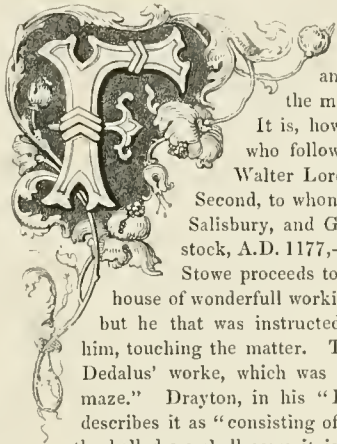 F
an
the m
It is, how
who follow
Walter Lor
Second, to whom
Salisbury, and G
stock, A.D. 1177,—
Stowe proceeds to
house of wonderfull worki
but he that was instructed
him, touching the matter. T
Dedalus' worke, which was
maze." Drayton, in his "
describes it as "consisting of